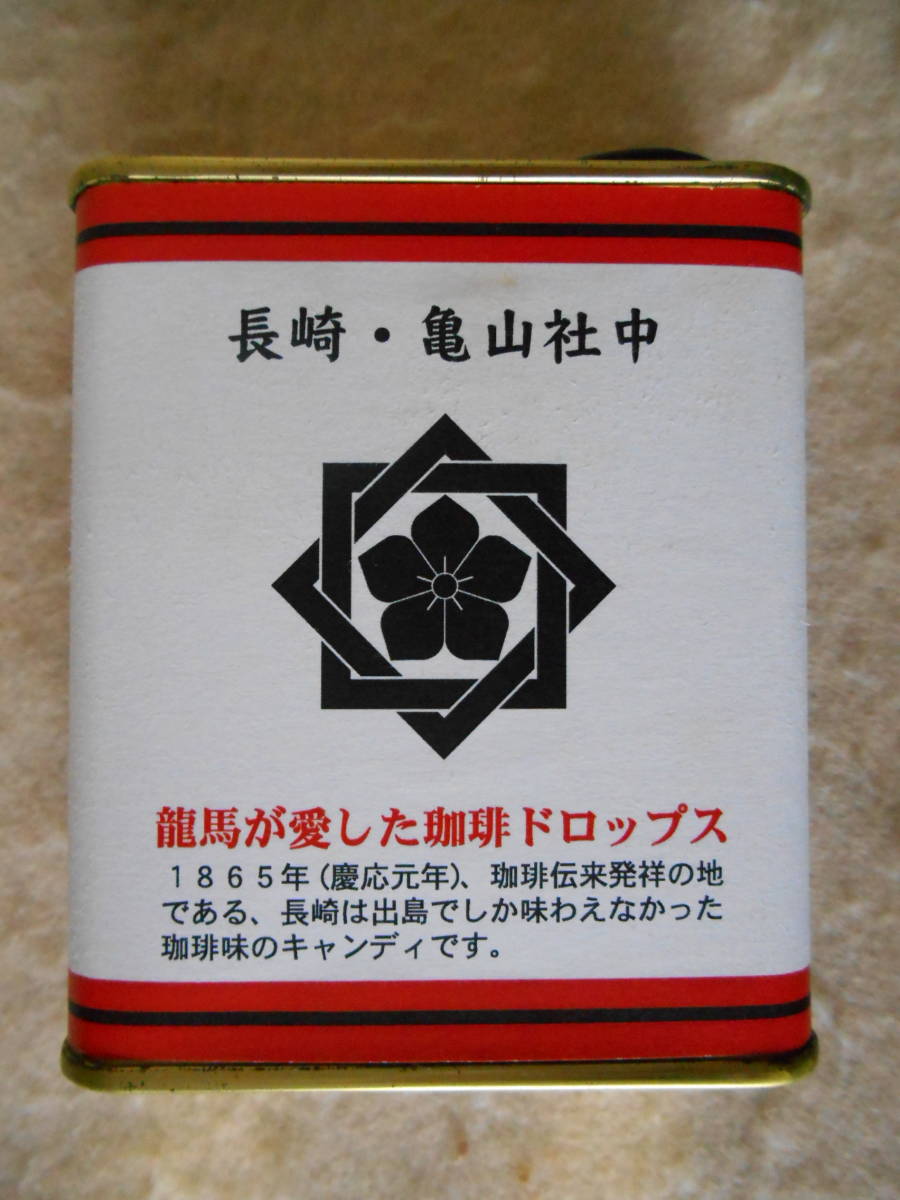 長崎・亀山社中
龍馬が愛した珈琲ドロップス
１８６５年(慶応元年)、珈琲伝来発祥の地
である、長崎は出島でしか味わえなかった
珈琲味のキャンディです。